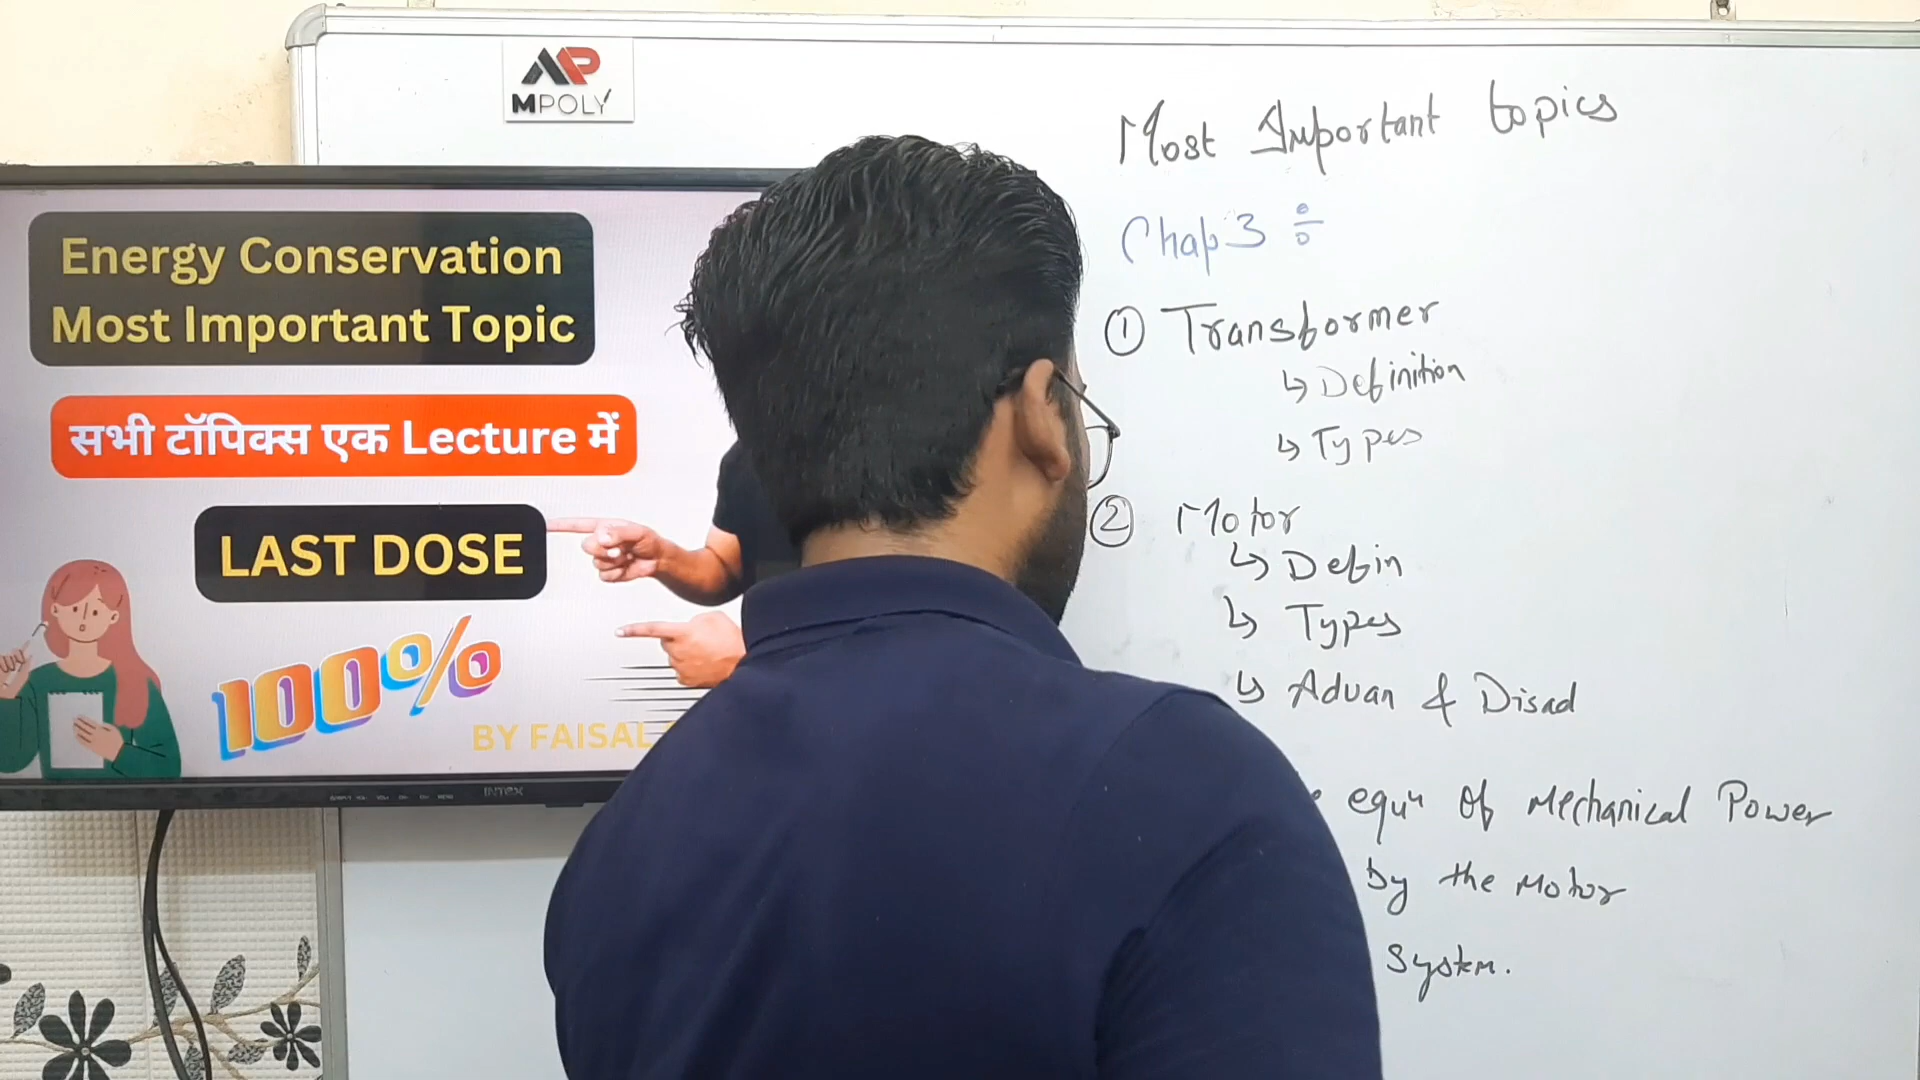 MPOLY
Energy Conservation
Most Important Topic
सभी टॉपिक्स एक Lecture में
LAST DOSE
100%
BY FAISAL
INTEX
Most Important topics
Chap 3 ÷
① Transformer
↳ Definition
↳ Types
② Motor
↳ Defin
↳ Types
↳ Advan & Disad
equⁿ Of Mechanical Power
by the Motor
System.